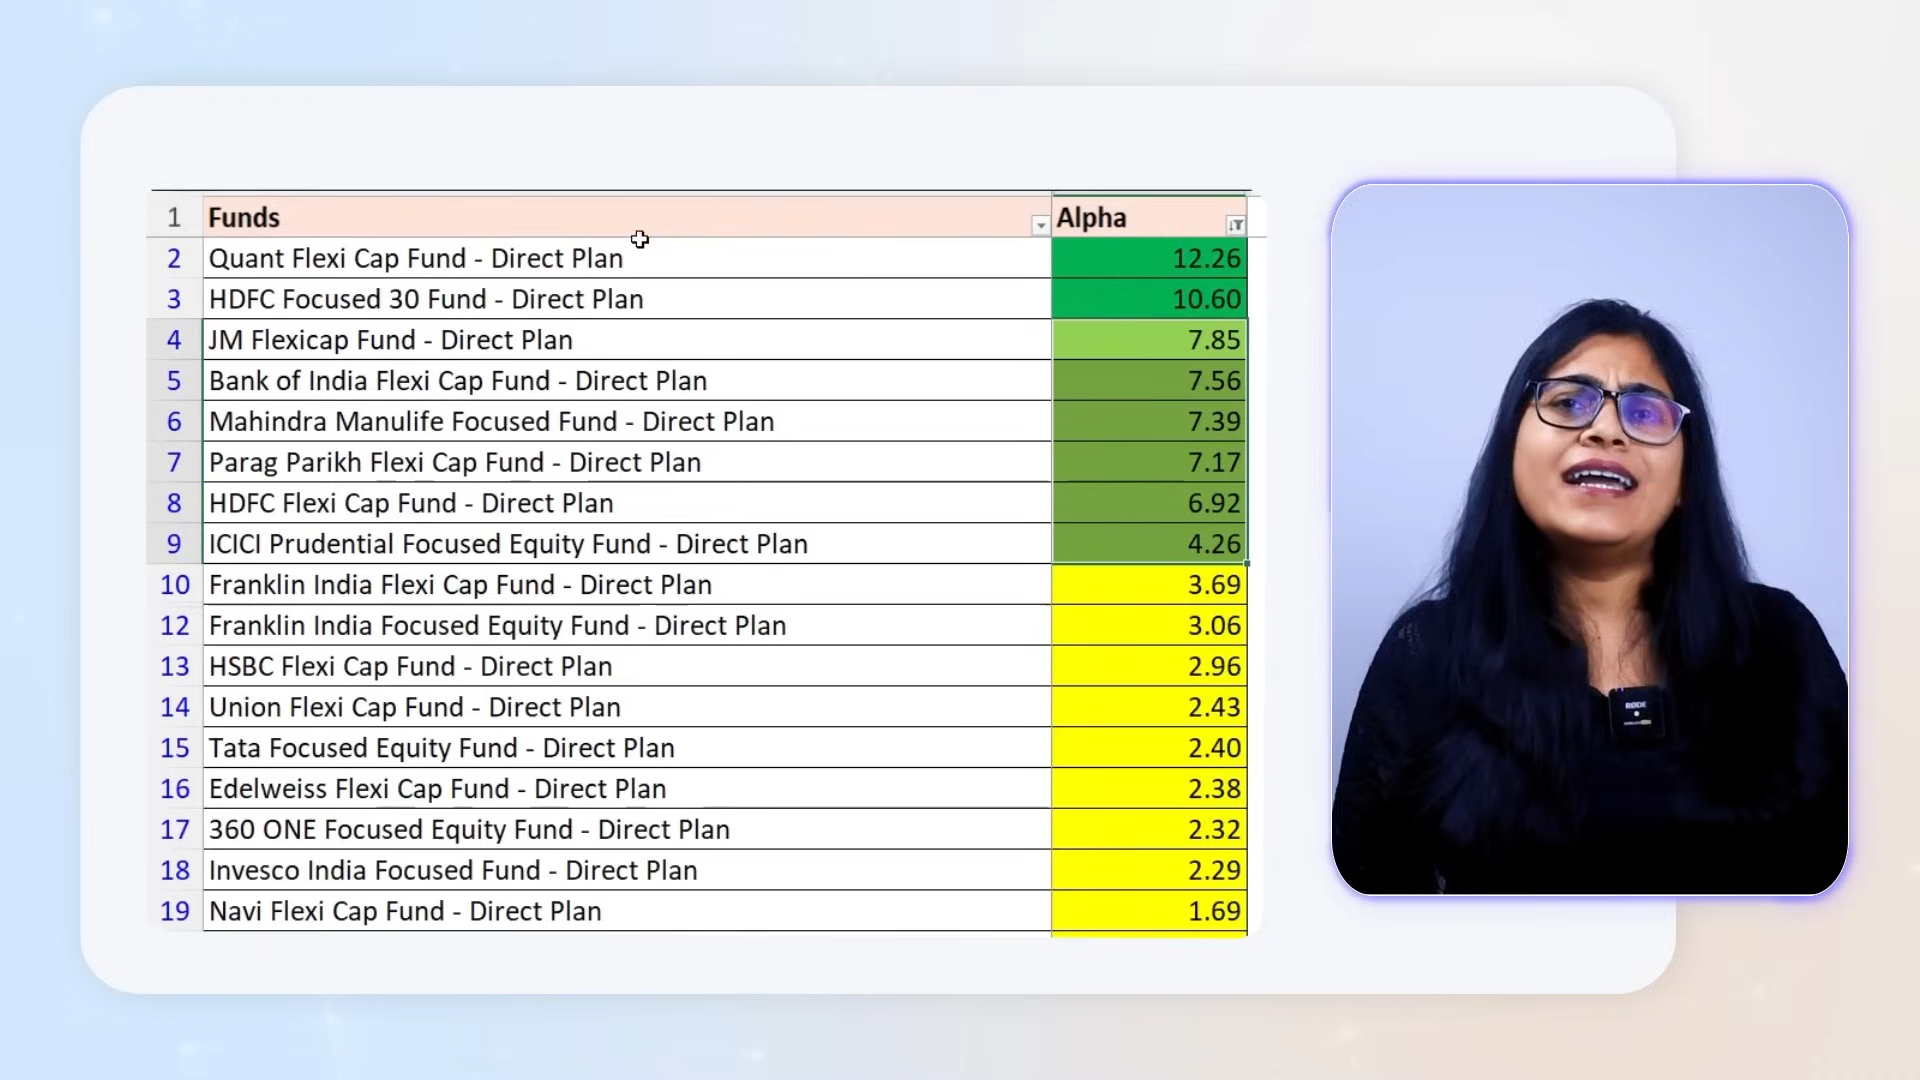 1 Funds Alpha
2 Quant Flexi Cap Fund - Direct Plan 12.26
3 HDFC Focused 30 Fund - Direct Plan 10.60
4 JM Flexicap Fund - Direct Plan 7.85
5 Bank of India Flexi Cap Fund - Direct Plan 7.56
6 Mahindra Manulife Focused Fund - Direct Plan 7.39
7 Parag Parikh Flexi Cap Fund - Direct Plan 7.17
8 HDFC Flexi Cap Fund - Direct Plan 6.92
9 ICICI Prudential Focused Equity Fund - Direct Plan 4.26
10 Franklin India Flexi Cap Fund - Direct Plan 3.69
12 Franklin India Focused Equity Fund - Direct Plan 3.06
13 HSBC Flexi Cap Fund - Direct Plan 2.96
14 Union Flexi Cap Fund - Direct Plan 2.43
15 Tata Focused Equity Fund - Direct Plan 2.40
16 Edelweiss Flexi Cap Fund - Direct Plan 2.38
17 360 ONE Focused Equity Fund - Direct Plan 2.32
18 Invesco India Focused Fund - Direct Plan 2.29
19 Navi Flexi Cap Fund - Direct Plan 1.69
RØDE